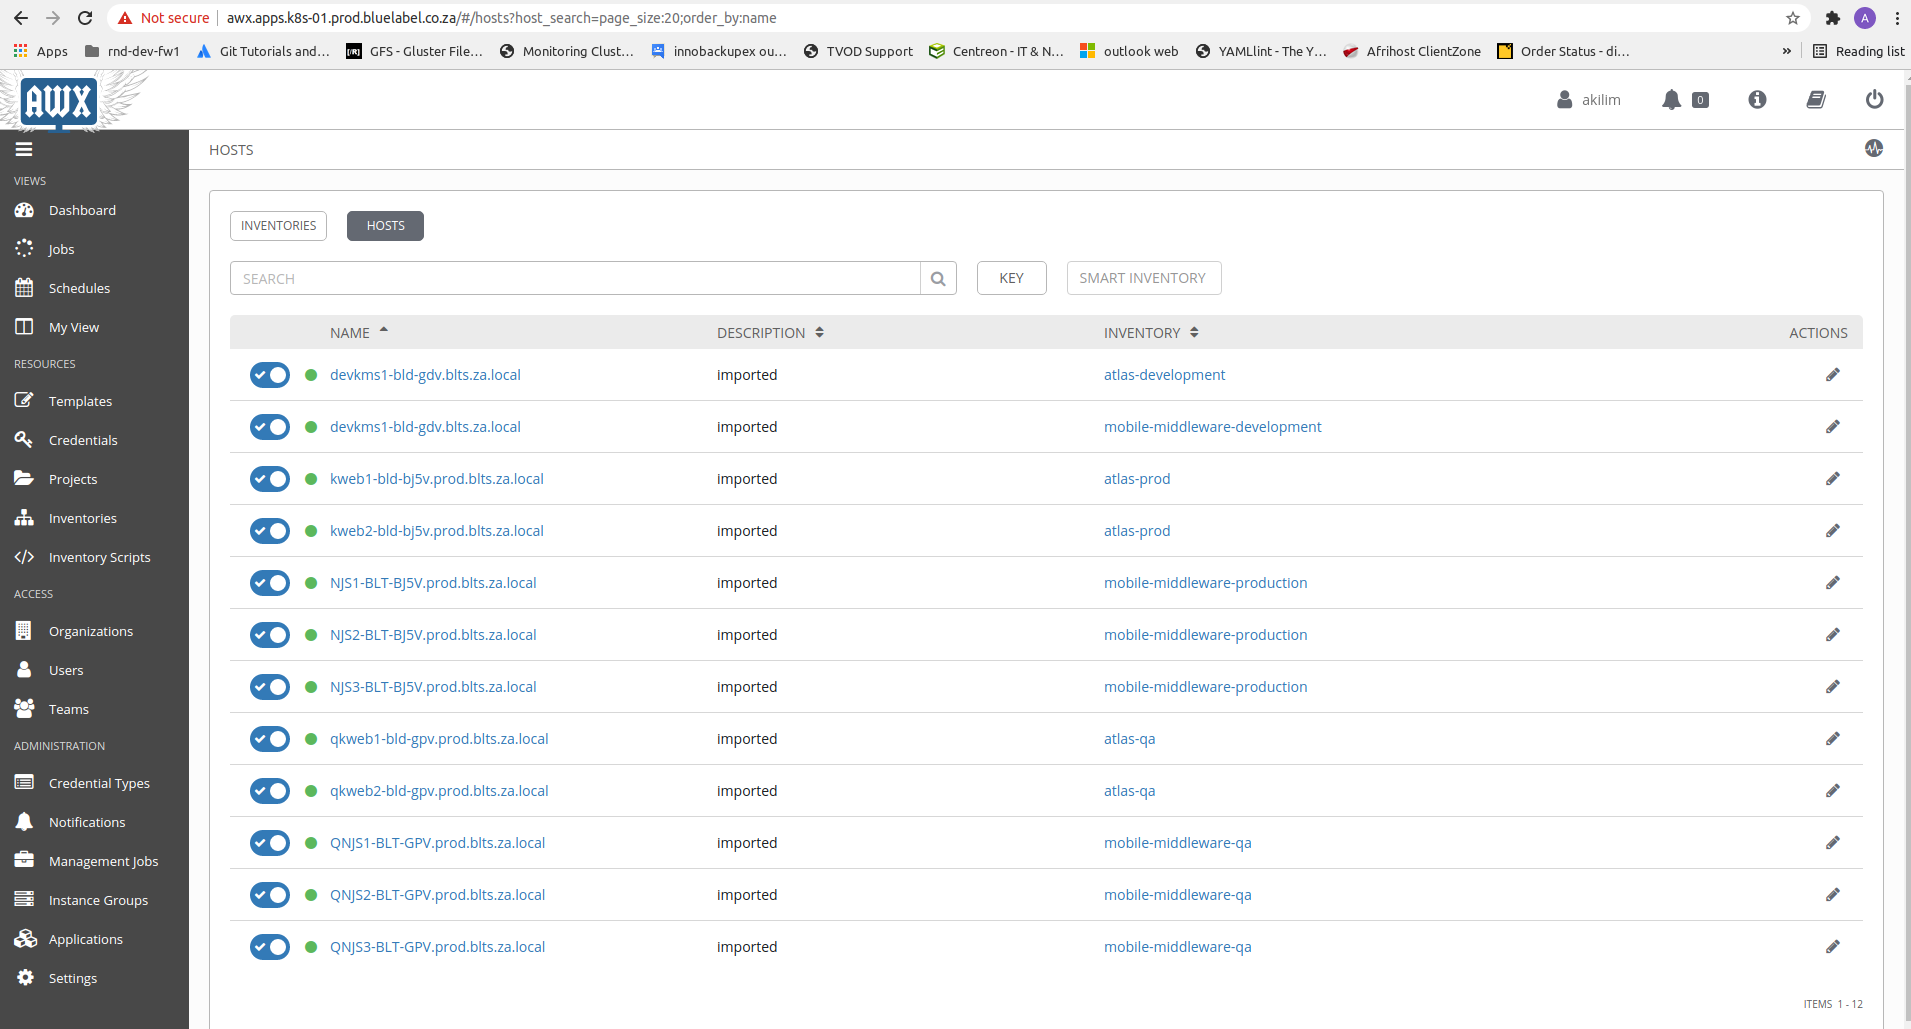 Not secure | awx.apps.k8s-01.prod.bluelabel.co.za/#/hosts?host_search=page_size:20;order_by:name A
Apps rnd-dev-fw1 Git Tutorials and… GFS - Gluster File… Monitoring Clust… innobackupex ou… TVOD Support Centreon - IT & N… outlook web YAMLlint - The Y… Afrihost ClientZone Order Status - di… » Reading list
AWX akilim 0
HOSTS
VIEWS
Dashboard
Jobs
Schedules
My View
RESOURCES
Templates
Credentials
Projects
Inventories
Inventory Scripts
ACCESS
Organizations
Users
Teams
ADMINISTRATION
Credential Types
Notifications
Management Jobs
Instance Groups
Applications
Settings
INVENTORIES HOSTS
SEARCH KEY SMART INVENTORY
NAME DESCRIPTION INVENTORY ACTIONS
devkms1-bld-gdv.blts.za.local imported atlas-development
devkms1-bld-gdv.blts.za.local imported mobile-middleware-development
kweb1-bld-bj5v.prod.blts.za.local imported atlas-prod
kweb2-bld-bj5v.prod.blts.za.local imported atlas-prod
NJS1-BLT-BJ5V.prod.blts.za.local imported mobile-middleware-production
NJS2-BLT-BJ5V.prod.blts.za.local imported mobile-middleware-production
NJS3-BLT-BJ5V.prod.blts.za.local imported mobile-middleware-production
qkweb1-bld-gpv.prod.blts.za.local imported atlas-qa
qkweb2-bld-gpv.prod.blts.za.local imported atlas-qa
QNJS1-BLT-GPV.prod.blts.za.local imported mobile-middleware-qa
QNJS2-BLT-GPV.prod.blts.za.local imported mobile-middleware-qa
QNJS3-BLT-GPV.prod.blts.za.local imported mobile-middleware-qa
ITEMS 1 - 12